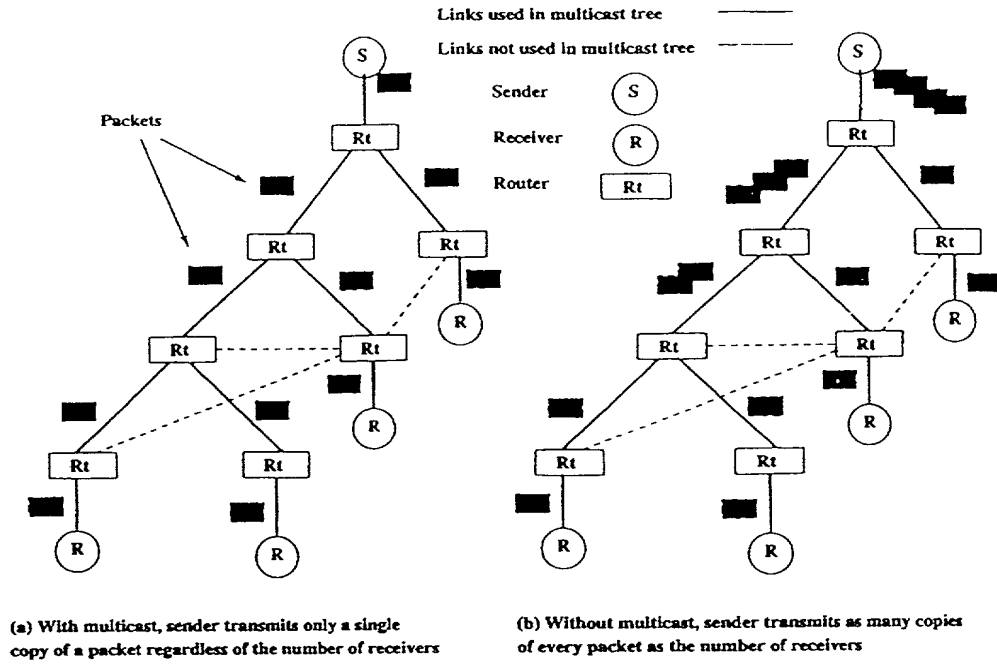 Links used in multicast tree
Links not used in multicast tree
Sender
S
Receiver
R
Router
Rt
Packets
S
Rt
Rt
Rt
R
Rt
Rt
R
Rt
Rt
R
R
S
Rt
Rt
Rt
R
Rt
Rt
R
Rt
Rt
R
R
(a) With multicast, sender transmits only a single
copy of a packet regardless of the number of receivers
(b) Without multicast, sender transmits as many copies
of every packet as the number of receivers